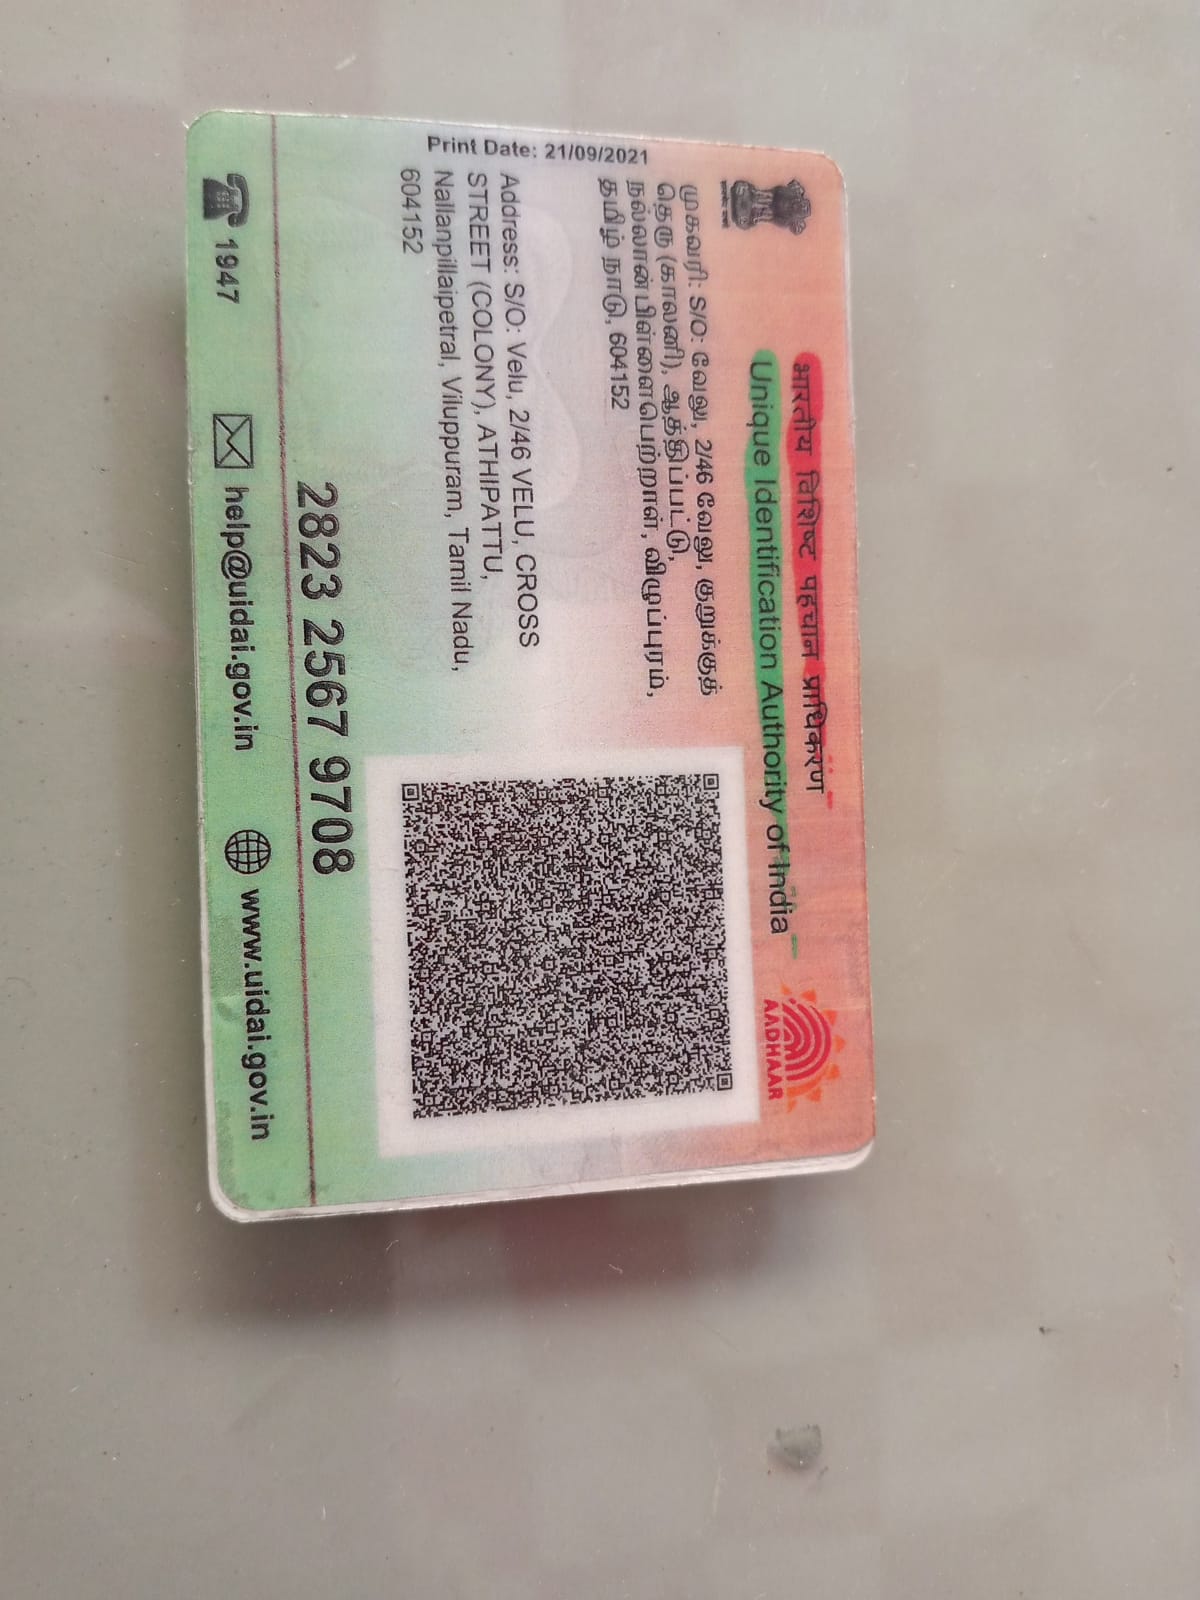 भारतीय विशिष्ट पहचान प्राधिकरण
Unique Identification Authority of India
AADHAAR
Print Date: 21/09/2021
முகவரி: S/O: வேலு, 2/46 வேலு, குறுக்குத்
தெரு (காலனி), ஆத்திப்பட்டு,
நல்லான்பிள்ளைபெற்றாள், விழுப்புரம்,
தமிழ் நாடு, 604152
Address: S/O: Velu, 2/46 VELU, CROSS
STREET (COLONY), ATHIPATTU,
Nallanpillaipetral, Viluppuram, Tamil Nadu,
604152
2823 2567 9708
1947
help@uidai.gov.in
www.uidai.gov.in